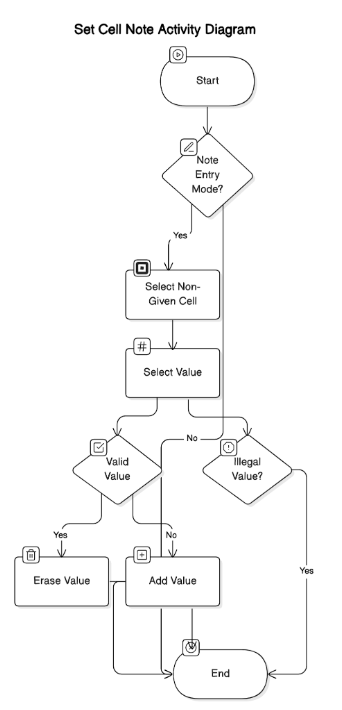 Set Cell Note Activity Diagram
Start
Note
Entry
Mode?
Yes
Select Non-
Given Cell
#
Select Value
No
Valid
Value
Illegal
Value?
Yes
No
Erase Value
Add Value
Yes
End